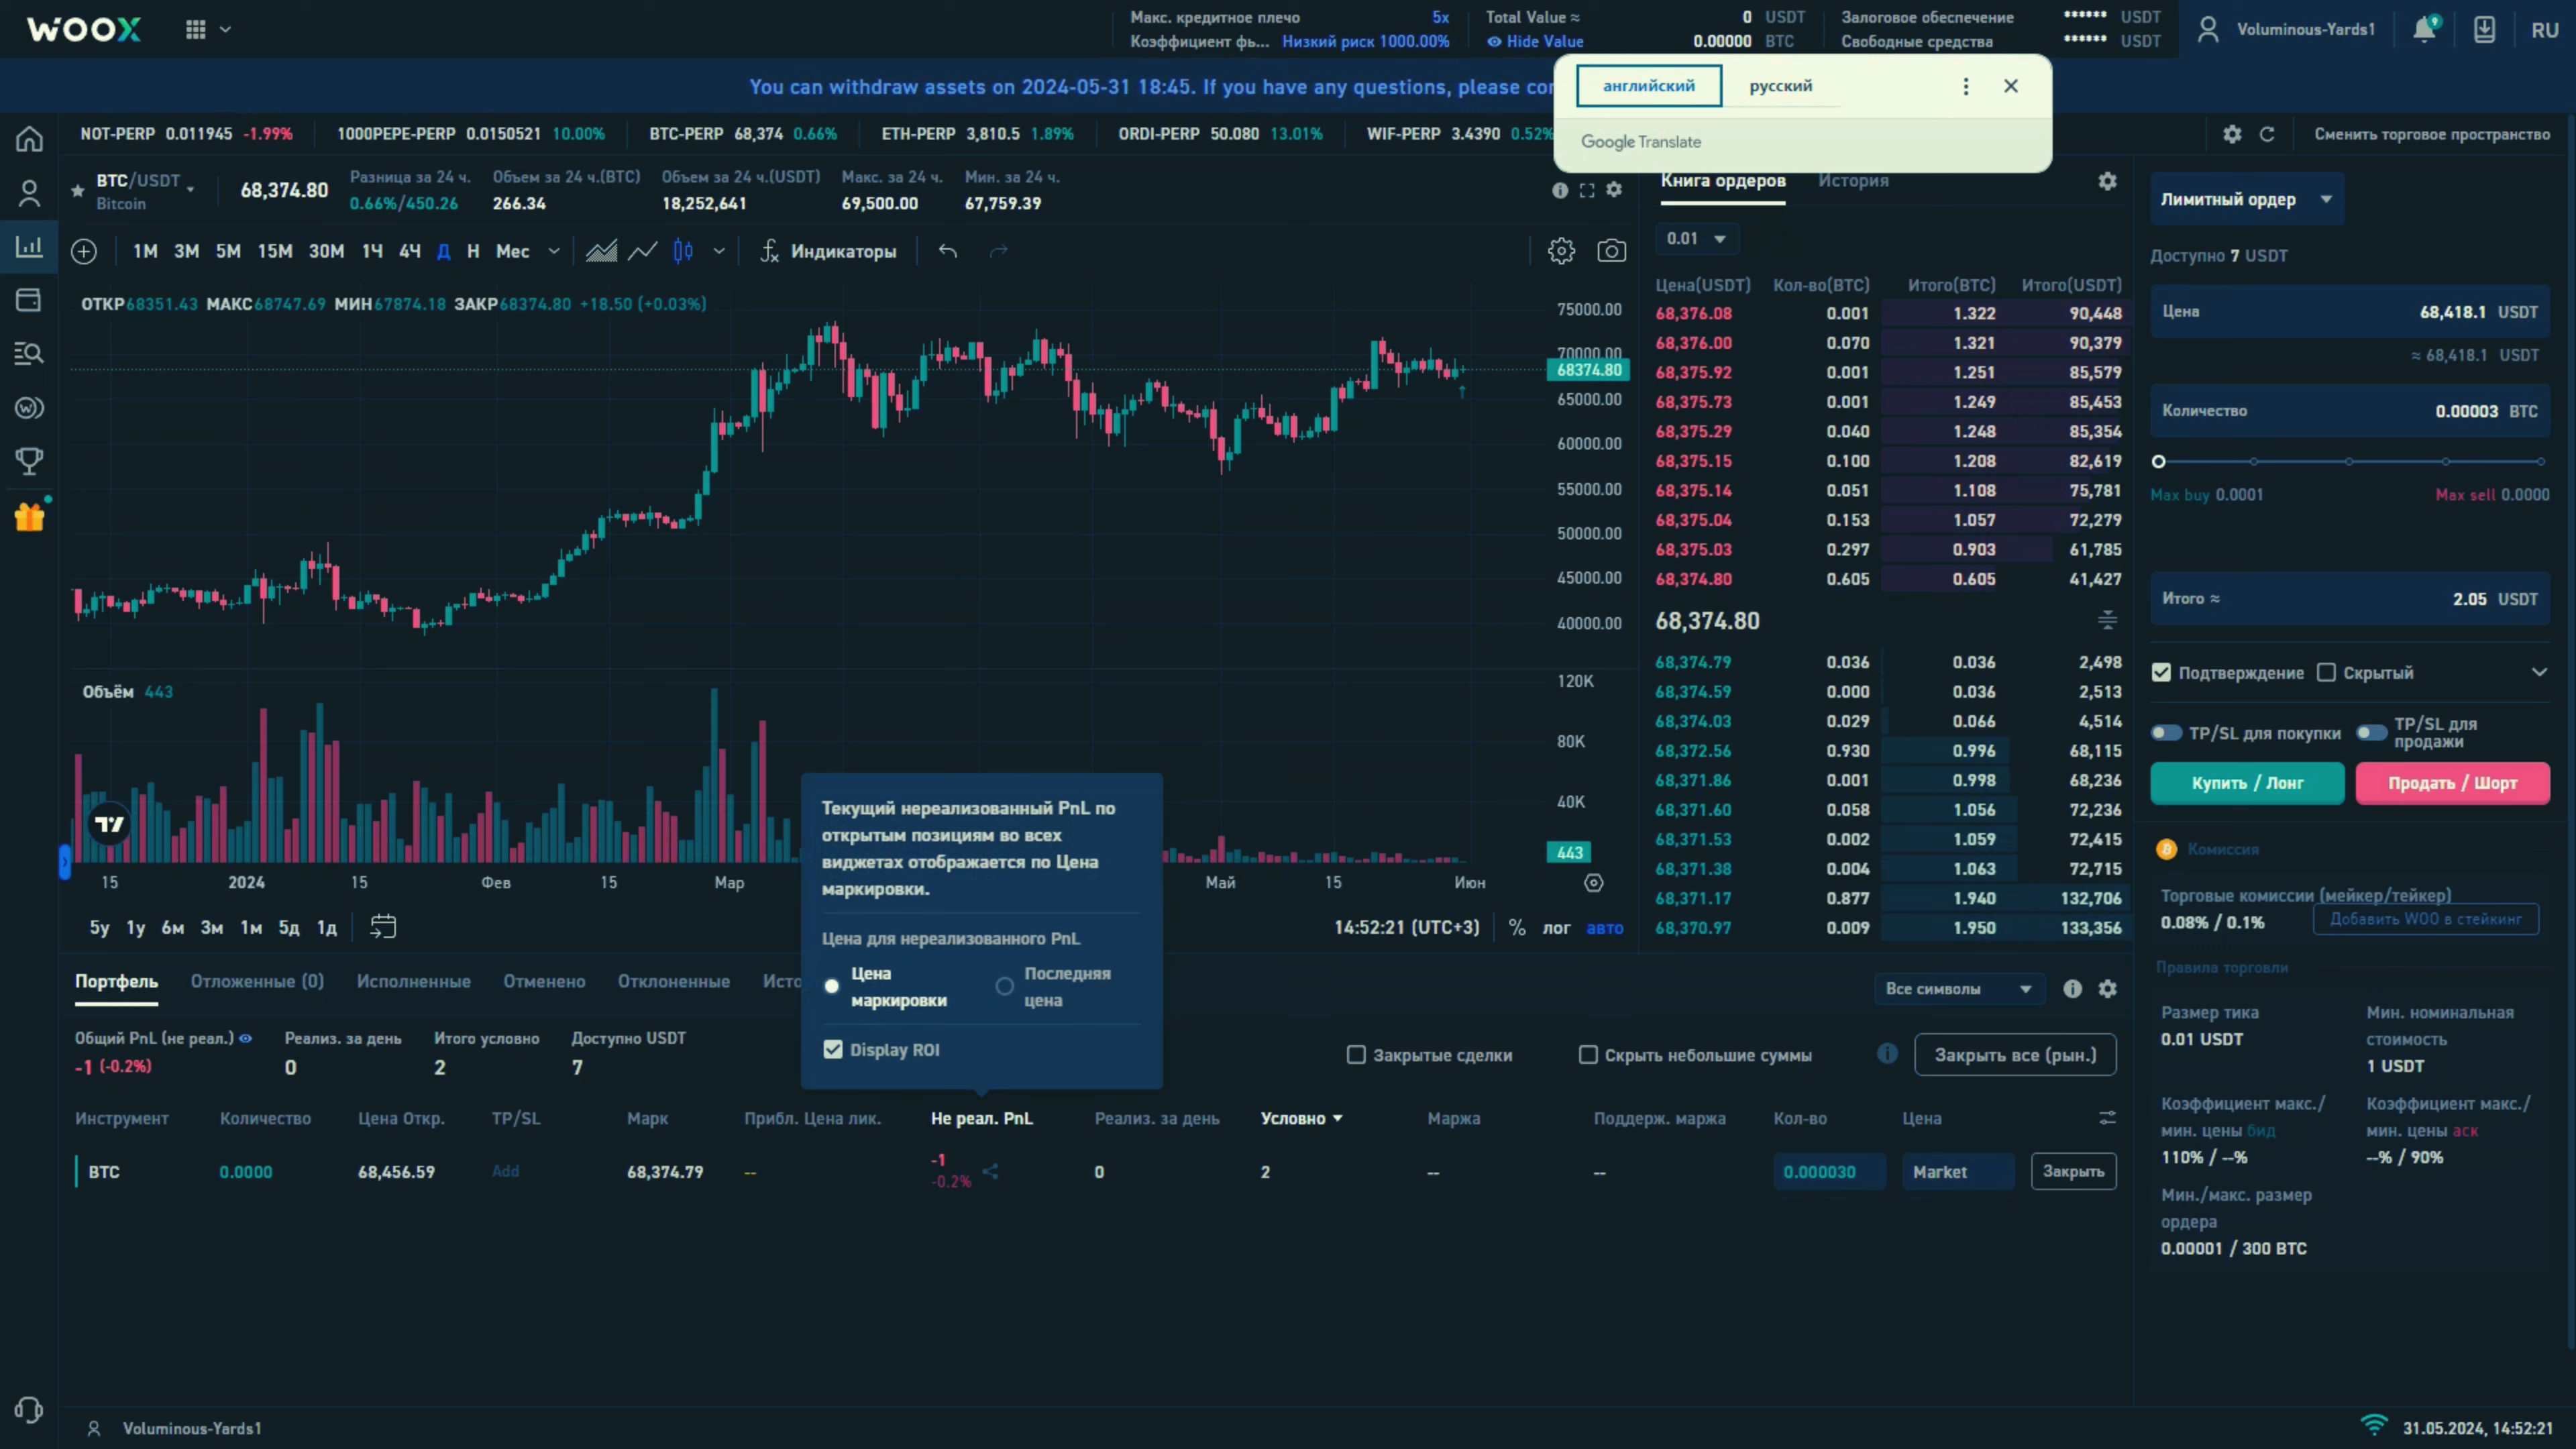 WOOX
Макс. кредитное плечо 5x
Коэффициент фь... Низкий риск 1000.00%
Total Value ≈ 0 USDT
Hide Value 0.00000 BTC
Залоговое обеспечение ****** USDT
Свободные средства ****** USDT
Voluminous-Yards1
RU
You can withdraw assets on 2024-05-31 18:45. If you have any questions, please con
английский русский
Google Translate
NOT-PERP 0.011945 -1.99%
1000PEPE-PERP 0.0150521 10.00%
BTC-PERP 68,374 0.66%
ETH-PERP 3,810.5 1.89%
ORDI-PERP 50.080 13.01%
WIF-PERP 3.4390 0.52%
Сменить торговое пространство
BTC/USDT
Bitcoin
68,374.80
Разница за 24 ч.
0.66%/450.26
Объем за 24 ч.(BTC)
266.34
Объем за 24 ч.(USDT)
18,252,641
Макс. за 24 ч.
69,500.00
Мин. за 24 ч.
67,759.39
1М 3М 5М 15М 30М 1Ч 4Ч Д Н Мес
Индикаторы
ОТКР68351.43 МАКС68747.69 МИН67874.18 ЗАКР68374.80 +18.50 (+0.03%)
75000.00
70000.00
68374.80
65000.00
60000.00
55000.00
50000.00
45000.00
40000.00
Объём 443
120K
80K
40K
443
15 2024 15 Фев 15 Мар Май 15 Июн
5y 1y 6м 3м 1м 5д 1д
14:52:21 (UTC+3) % лог авто
Книга ордеров История
0.01
Цена(USDT) Кол-во(BTC) Итого(BTC) Итого(USDT)
68,376.08 0.001 1.322 90,448
68,376.00 0.070 1.321 90,379
68,375.92 0.001 1.251 85,579
68,375.73 0.001 1.249 85,453
68,375.29 0.040 1.248 85,354
68,375.15 0.100 1.208 82,619
68,375.14 0.051 1.108 75,781
68,375.04 0.153 1.057 72,279
68,375.03 0.297 0.903 61,785
68,374.80 0.605 0.605 41,427
68,374.80
68,374.79 0.036 0.036 2,498
68,374.59 0.000 0.036 2,513
68,374.03 0.029 0.066 4,514
68,372.56 0.930 0.996 68,115
68,371.86 0.001 0.998 68,236
68,371.60 0.058 1.056 72,236
68,371.53 0.002 1.059 72,415
68,371.38 0.004 1.063 72,715
68,371.17 0.877 1.940 132,706
68,370.97 0.009 1.950 133,356
Лимитный ордер
Доступно 7 USDT
Цена 68,418.1 USDT
≈ 68,418.1 USDT
Количество 0.00003 BTC
Max buy 0.0001 Max sell 0.0000
Итого ≈ 2.05 USDT
Подтверждение Скрытый
TP/SL для покупки
TP/SL для
продажи
Купить / Лонг
Продать / Шорт
Комиссия
Торговые комиссии (мейкер/тейкер)
0.08% / 0.1%
Добавить WOO в стейкинг
Правила торговли
Размер тика
0.01 USDT
Мин. номинальная
стоимость
1 USDT
Коэффициент макс./
мин. цены бид
110% / --%
Коэффициент макс./
мин. цены аск
--% / 90%
Мин./макс. размер
ордера
0.00001 / 300 BTC
Текущий нереализованный PnL по
открытым позициям во всех
виджетах отображается по Цена
маркировки.
Цена для нереализованного PnL
Цена
маркировки
Последняя
цена
Display ROI
Портфель Отложенные (0) Исполненные Отменено Отклоненные Исто
Все символы
Общий PnL (не реал.)
-1 (-0.2%)
Реализ. за день
0
Итого условно
2
Доступно USDT
7
Закрытые сделки
Скрыть небольшие суммы
Закрыть все (рын.)
Инструмент Количество Цена Откр. TP/SL Марк Прибл. Цена лик. Не реал. PnL Реализ. за день Условно Маржа Поддерж. маржа Кол-во Цена
BTC 0.0000 68,456.59 Add 68,374.79 -- -1 0 2 -- -- 0.000030 Market Закрыть
-0.2%
Voluminous-Yards1
31.05.2024, 14:52:21